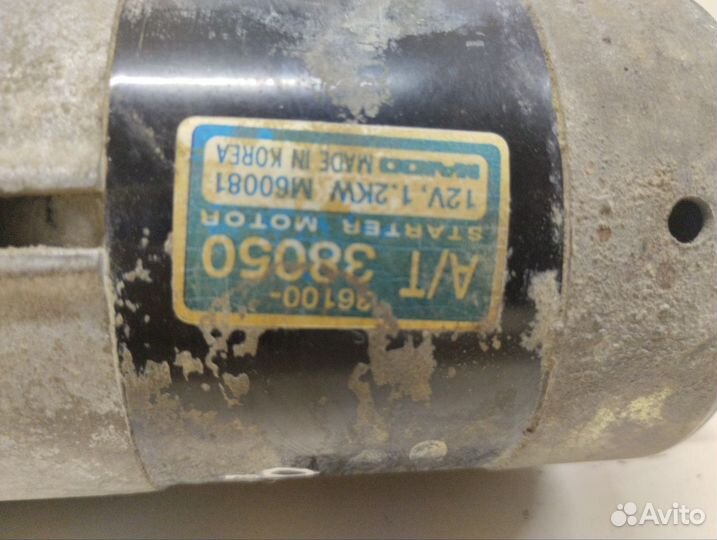 36100-
A/T 38050
STARTER MOTOR
12V, 1.2KW M60081
MANDO MADE IN KOREA
Avito